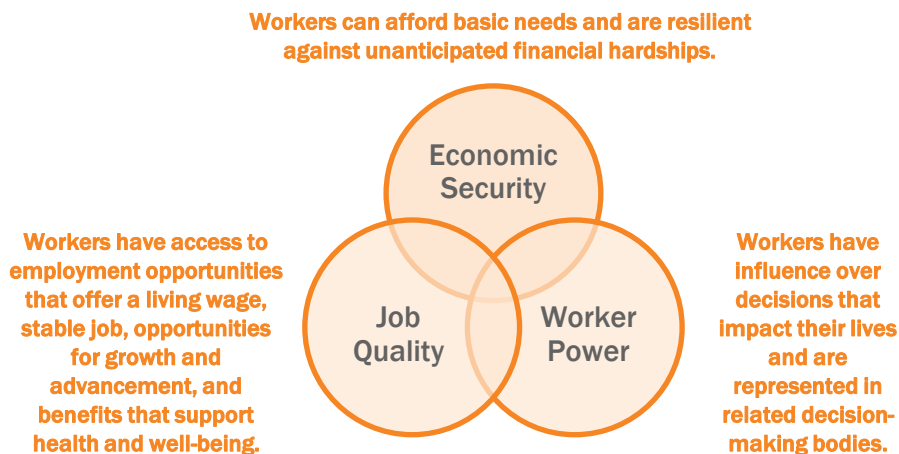 Workers can afford basic needs and are resilient
against unanticipated financial hardships.
Economic
Security
Workers have access to
employment opportunities
that offer a living wage,
stable job, opportunities
for growth and
advancement, and
benefits that support
health and well-being.
Job
Quality
Worker
Power
Workers have
influence over
decisions that
impact their lives
and are
represented in
related decision-
making bodies.